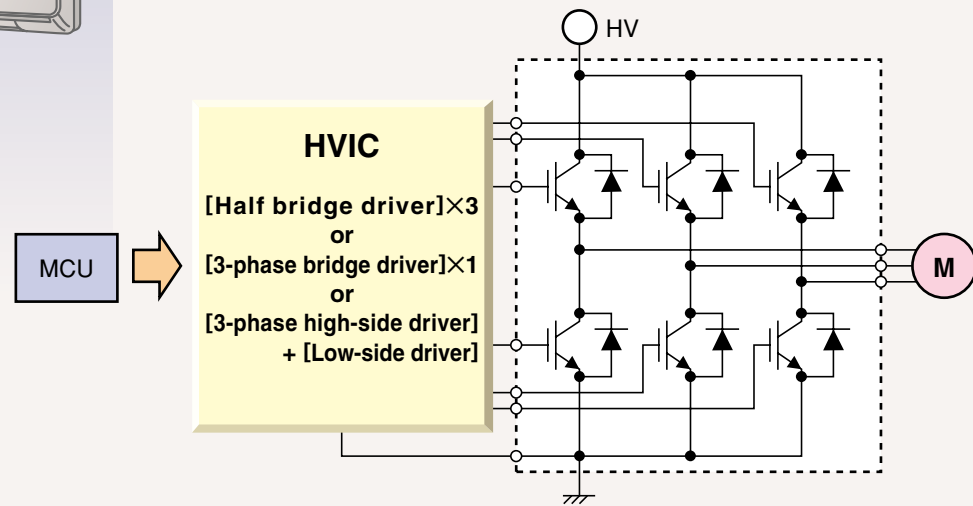 HV
HVIC
[Half bridge driver]×3
or
[3-phase bridge driver]×1
or
[3-phase high-side driver]
+ [Low-side driver]
MCU
M